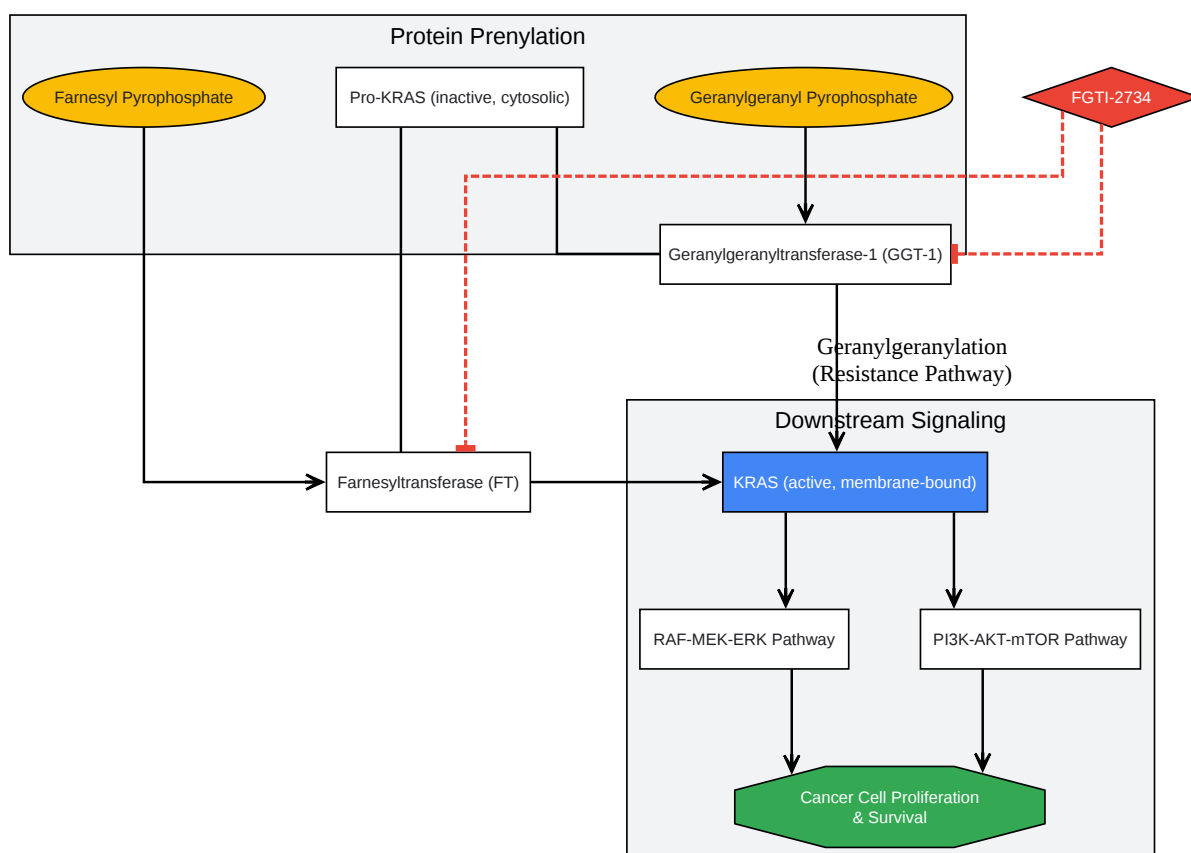 Protein Prenylation
Farnesyl Pyrophosphate
Pro-KRAS (inactive, cytosolic)
Geranylgeranyl Pyrophosphate
FGTI-2734
Geranylgeranyltransferase-1 (GGT-1)
Geranylgeranylation
(Resistance Pathway)
Downstream Signaling
Farnesyltransferase (FT)
KRAS (active, membrane-bound)
RAF-MEK-ERK Pathway
PI3K-AKT-mTOR Pathway
Cancer Cell Proliferation
& Survival